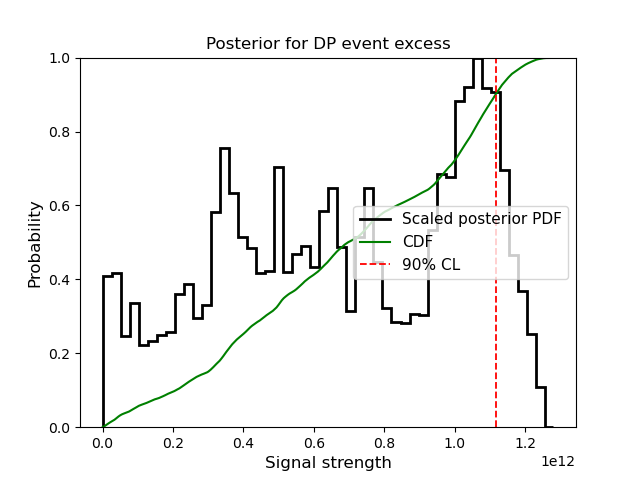 Posterior for DP event excess
Probability
1.0
0.8
0.6
0.4
0.2
0.0
Scaled posterior PDF
CDF
90% CL
0.0 0.2 0.4 0.6 0.8 1.0 1.2
1e12
Signal strength